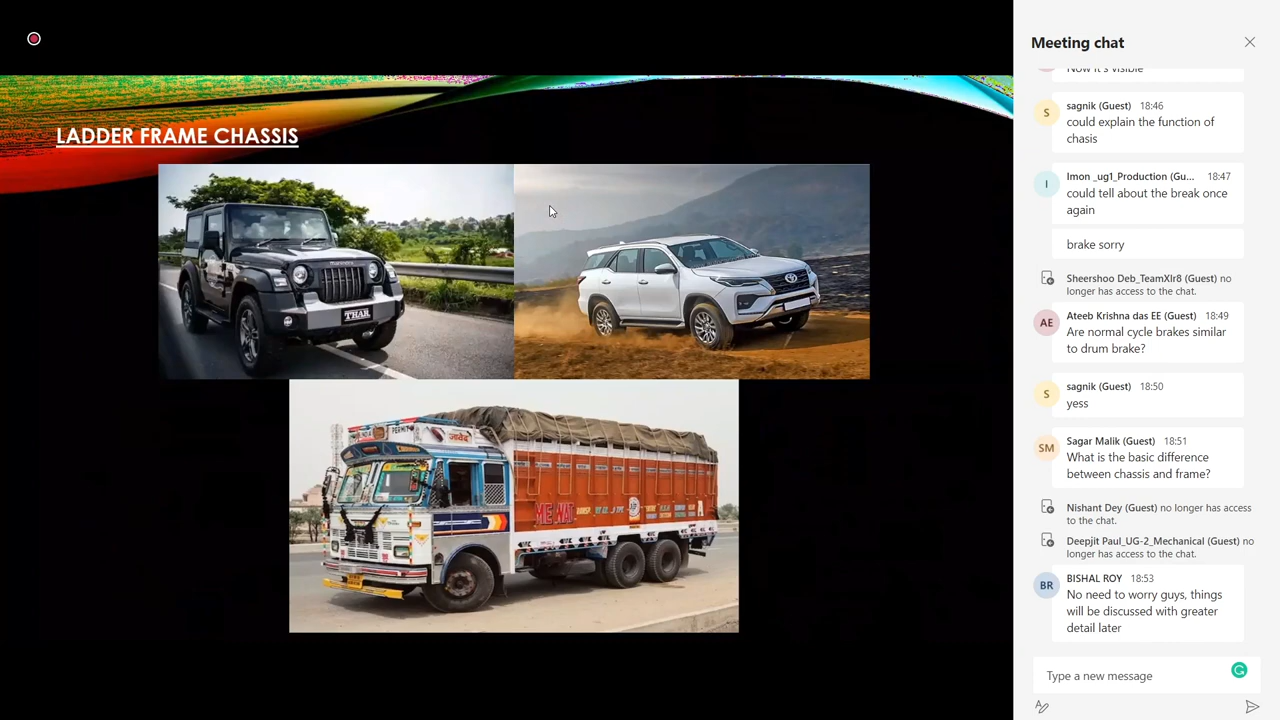 Meeting chat
Now it's visible
LADDER FRAME CHASSIS
THAR
PERMIT
S
sagnik (Guest) 18:46
could explain the function of
chasis
I
Imon _ug1_Production (Gu... 18:47
could tell about the break once
again
brake sorry
Sheershoo Deb_TeamXlr8 (Guest) no
longer has access to the chat.
AE
Ateeb Krishna das EE (Guest) 18:49
Are normal cycle brakes similar
to drum brake?
S
sagnik (Guest) 18:50
yess
SM
Sagar Malik (Guest) 18:51
What is the basic difference
between chassis and frame?
Nishant Dey (Guest) no longer has access
to the chat.
Deepjit Paul_UG-2_Mechanical (Guest) no
longer has access to the chat.
BR
BISHAL ROY 18:53
No need to worry guys, things
will be discussed with greater
detail later
Type a new message